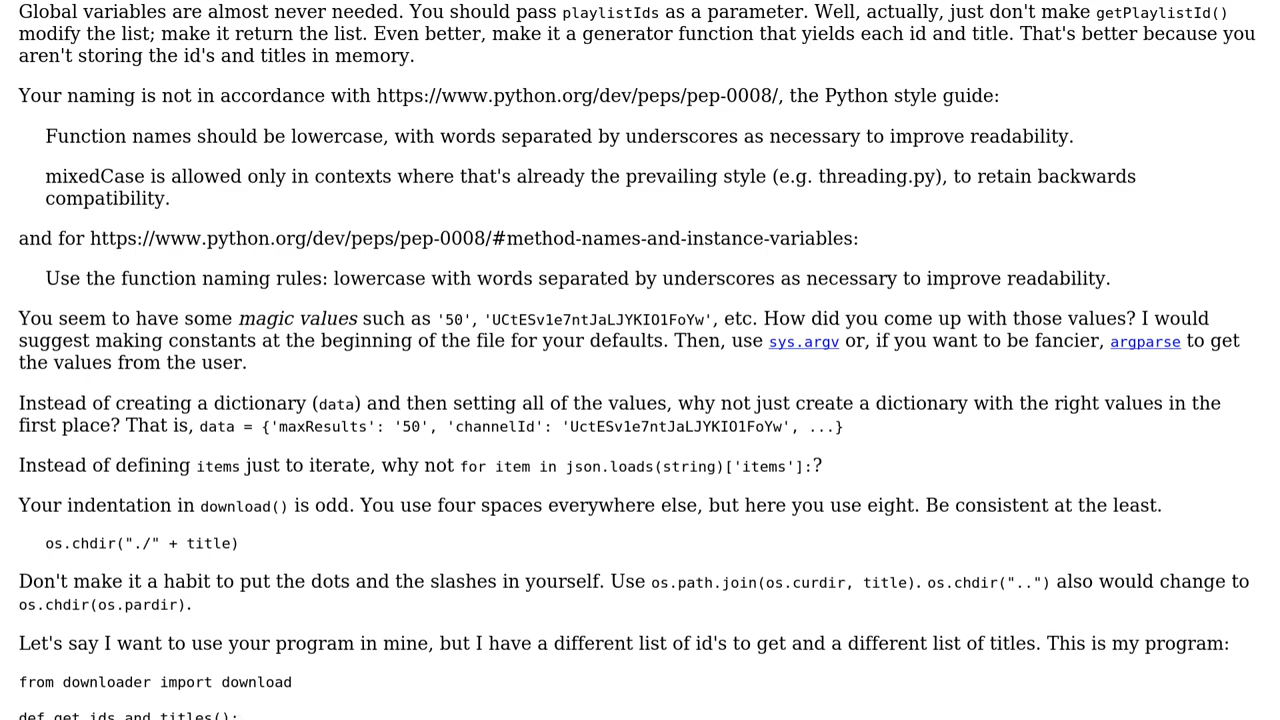 Global variables are almost never needed. You should pass playlistIds as a parameter. Well, actually, just don't make getPlaylistId()
modify the list; make it return the list. Even better, make it a generator function that yields each id and title. That's better because you
aren't storing the id's and titles in memory.
Your naming is not in accordance with https://www.python.org/dev/peps/pep-0008/, the Python style guide:
Function names should be lowercase, with words separated by underscores as necessary to improve readability.
mixedCase is allowed only in contexts where that's already the prevailing style (e.g. threading.py), to retain backwards
compatibility.
and for https://www.python.org/dev/peps/pep-0008/#method-names-and-instance-variables:
Use the function naming rules: lowercase with words separated by underscores as necessary to improve readability.
You seem to have some magic values such as '50', 'UCtESv1e7ntJaLJYKIO1FoYw', etc. How did you come up with those values? I would
suggest making constants at the beginning of the file for your defaults. Then, use sys.argv or, if you want to be fancier, argparse to get
the values from the user.
Instead of creating a dictionary (data) and then setting all of the values, why not just create a dictionary with the right values in the
first place? That is, data = {'maxResults': '50', 'channelId': 'UctESv1e7ntJaLJYKIO1FoYw', ...}
Instead of defining items just to iterate, why not for item in json.loads(string)['items']:?
Your indentation in download() is odd. You use four spaces everywhere else, but here you use eight. Be consistent at the least.
os.chdir("./" + title)
Don't make it a habit to put the dots and the slashes in yourself. Use os.path.join(os.curdir, title). os.chdir("..") also would change to
os.chdir(os.pardir).
Let's say I want to use your program in mine, but I have a different list of id's to get and a different list of titles. This is my program:
from downloader import download
def get_ids_and_titles():